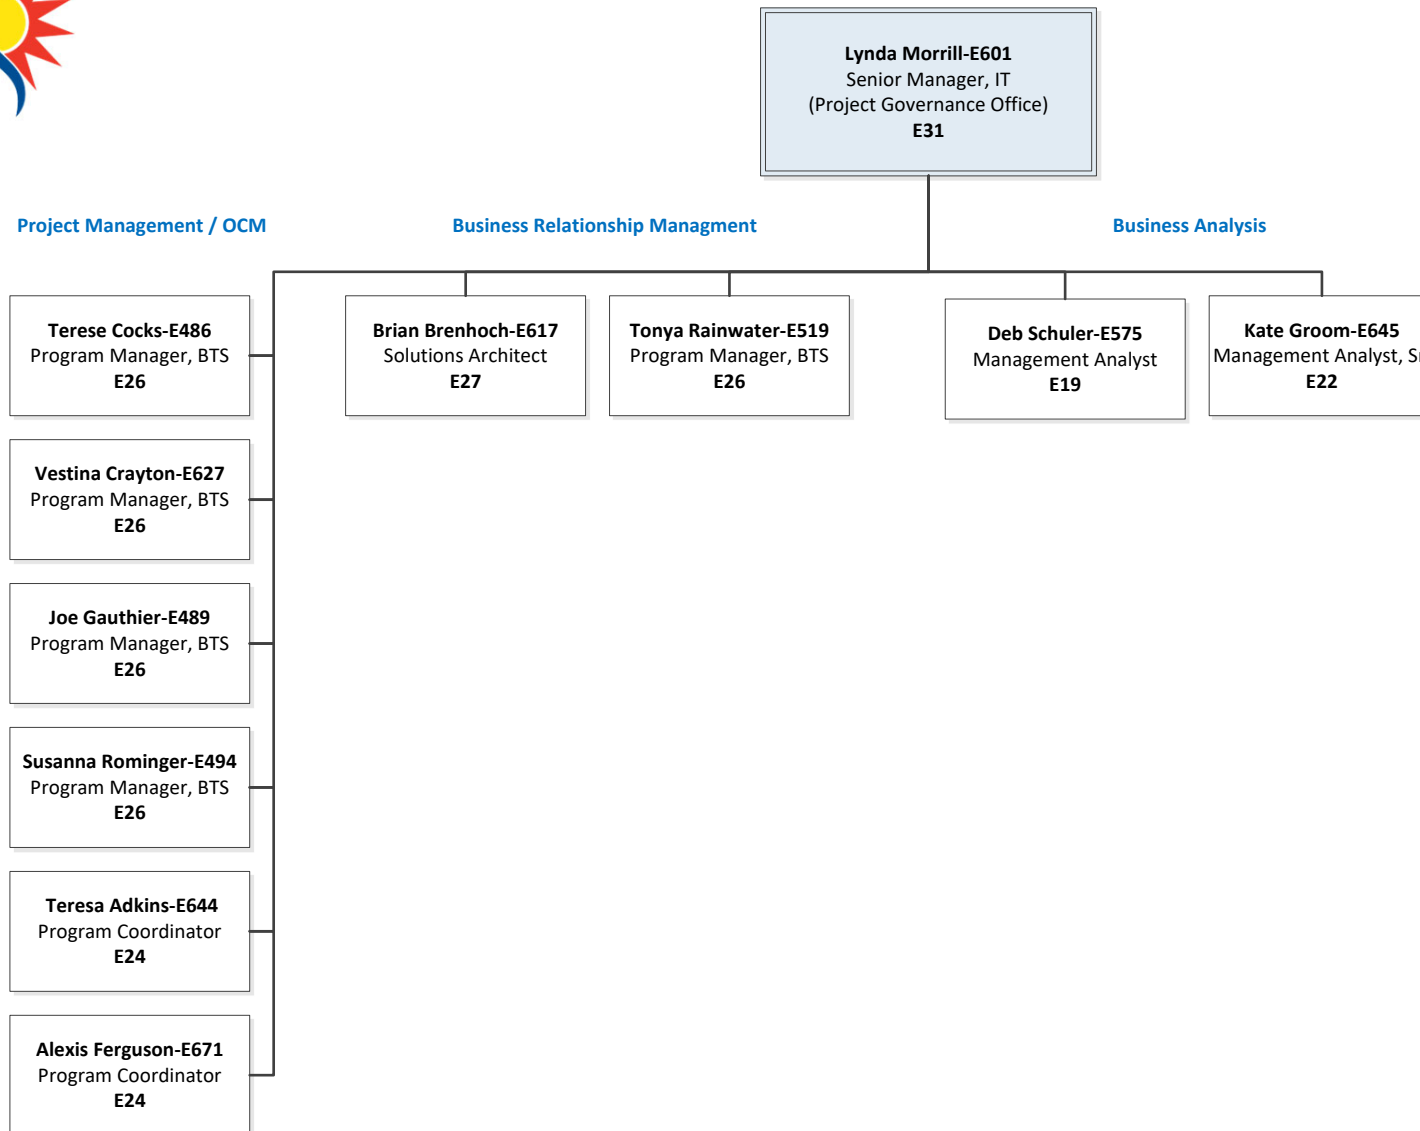 Lynda Morrill-E601
Senior Manager, IT
(Project Governance Office)
E31
Project Management / OCM
Business Relationship Managment
Business Analysis
Terese Cocks-E486
Program Manager, BTS
E26
Brian Brenhoch-E617
Solutions Architect
E27
Tonya Rainwater-E519
Program Manager, BTS
E26
Deb Schuler-E575
Management Analyst
E19
Kate Groom-E645
Management Analyst,
E22
Vestina Crayton-E627
Program Manager, BTS
E26
Joe Gauthier-E489
Program Manager, BTS
E26
Susanna Rominger-E494
Program Manager, BTS
E26
Teresa Adkins-E644
Program Coordinator
E24
Alexis Ferguson-E671
Program Coordinator
E24